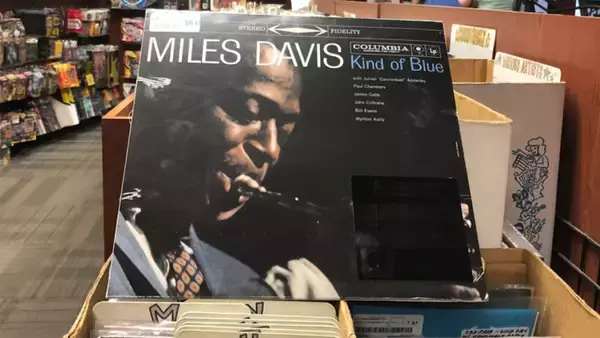 STEREO FIDELITY
MILES DAVIS
COLUMBIA
Kind of Blue
with Julian "Cannonball" Adderley
Paul Chambers
James Cobb
John Coltrane
Bill Evans
Wynton Kelly
M
K